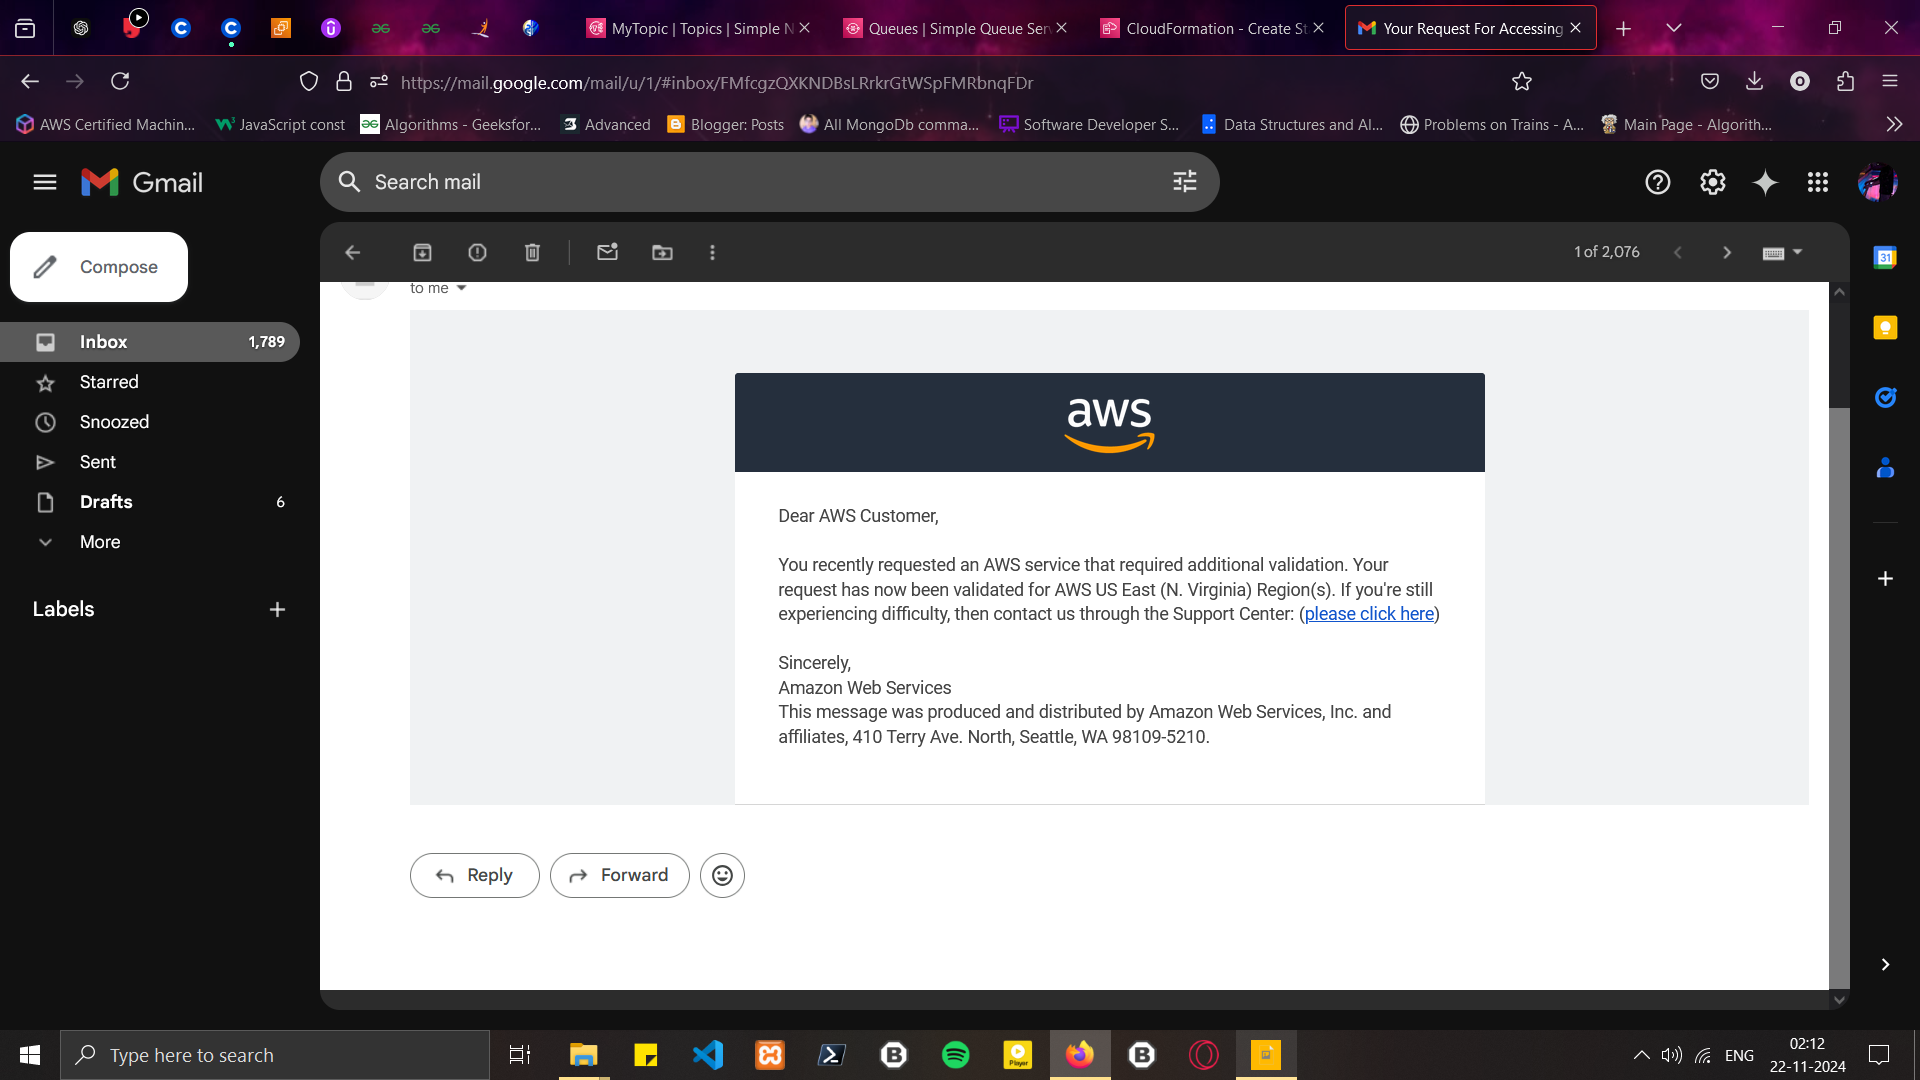 MyTopic | Topics | Simple N
Queues | Simple Queue Serv
CloudFormation - Create St
Your Request For Accessing
https://mail.google.com/mail/u/1/#inbox/FMfcgzQXKNDBsLRrkrGtWSpFMRbnqFDr
AWS Certified Machin...
JavaScript const
Algorithms - Geeksfor...
Advanced
Blogger: Posts
All MongoDb comma...
Software Developer S...
Data Structures and Al...
Problems on Trains - A...
Main Page - Algorith...
Gmail
Search mail
Compose
1 of 2,076
to me
Inbox 1,789
Starred
Snoozed
Sent
Drafts 6
More
Labels
31
aws
Dear AWS Customer,
You recently requested an AWS service that required additional validation. Your
request has now been validated for AWS US East (N. Virginia) Region(s). If you're still
experiencing difficulty, then contact us through the Support Center: (please click here)
Sincerely,
Amazon Web Services
This message was produced and distributed by Amazon Web Services, Inc. and
affiliates, 410 Terry Ave. North, Seattle, WA 98109-5210.
Reply
Forward
Type here to search
Player
ENG
02:12
22-11-2024